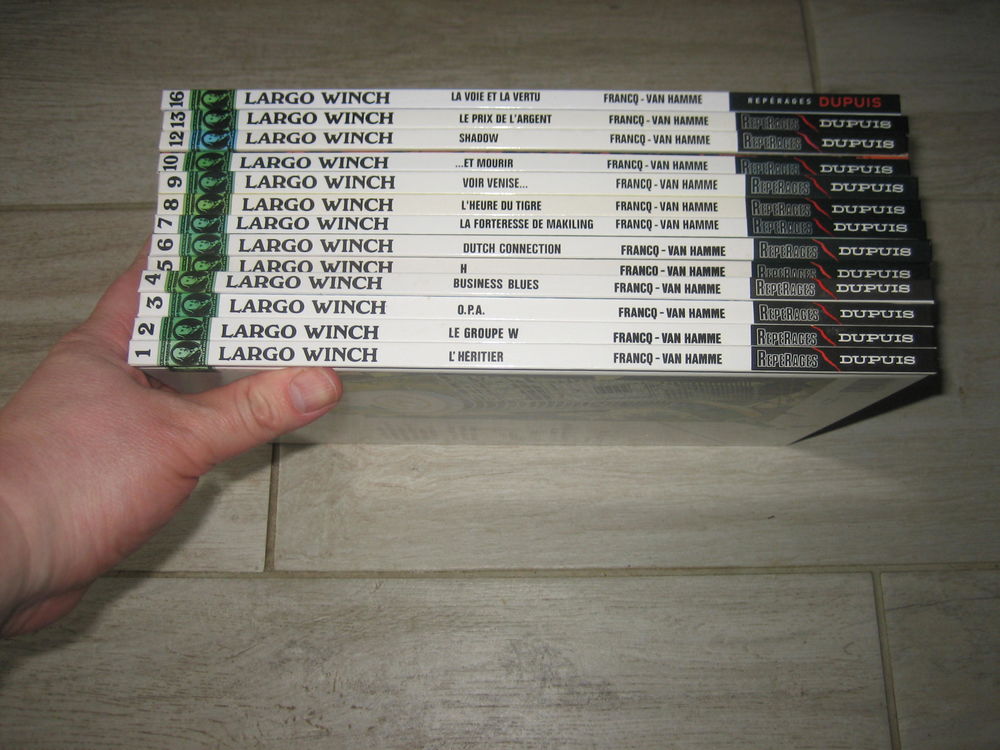 16 LARGO WINCH LA VOIE ET LA VERTU FRANCQ - VAN HAMME REPÉRAGES DUPUIS
13 LARGO WINCH LE PRIX DE L'ARGENT FRANCQ - VAN HAMME REPÉRAGES DUPUIS
12 LARGO WINCH SHADOW FRANCQ - VAN HAMME REPÉRAGES DUPUIS
10 LARGO WINCH ...ET MOURIR FRANCQ - VAN HAMME REPÉRAGES DUPUIS
9 LARGO WINCH VOIR VENISE... FRANCQ - VAN HAMME REPÉRAGES DUPUIS
8 LARGO WINCH L'HEURE DU TIGRE FRANCQ - VAN HAMME REPÉRAGES DUPUIS
7 LARGO WINCH LA FORTERESSE DE MAKILING FRANCQ - VAN HAMME REPÉRAGES DUPUIS
6 LARGO WINCH DUTCH CONNECTION FRANCQ - VAN HAMME REPÉRAGES DUPUIS
5 LARGO WINCH H FRANCQ - VAN HAMME REPÉRAGES DUPUIS
4 LARGO WINCH BUSINESS BLUES FRANCQ - VAN HAMME REPÉRAGES DUPUIS
3 LARGO WINCH O.P.A. FRANCQ - VAN HAMME REPÉRAGES DUPUIS
2 LARGO WINCH LE GROUPE W FRANCQ - VAN HAMME REPÉRAGES DUPUIS
1 LARGO WINCH L'HERITIER FRANCQ - VAN HAMME REPÉRAGES DUPUIS